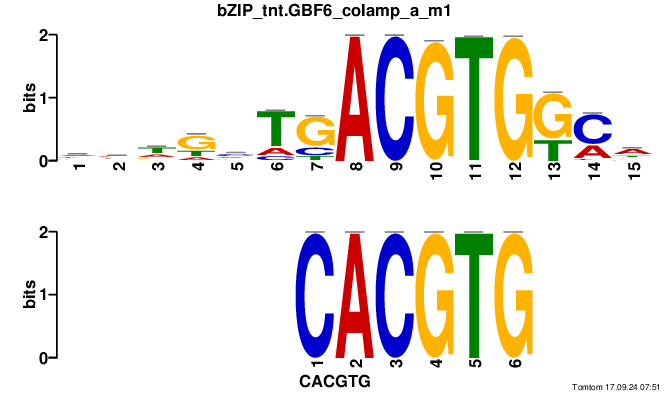 bZIP_tnt.GBF6_colamp_a_m1
bits
2
1
0
T G A C G T G G C
A C T A
1 2 3 4 5 6 7 8 9 10 11 12 13 14 15
bits
2
1
0
C A C G T G
1 2 3 4 5 6
CACGTG
Tomtom 17.09.24 07:51